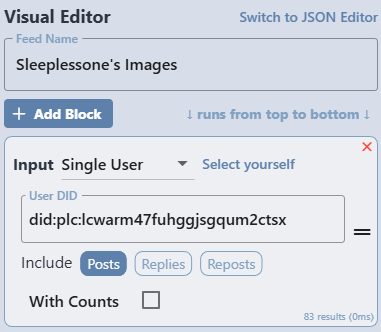 Visual Editor
Switch to JSON Editor
Feed Name
Sleeplessone's Images
+ Add Block
↓ runs from top to bottom ↓
Input Single User Select yourself
User DID
did:plc:lcwarm47fuhggjsgqum2ctsx
Include Posts Replies Reposts
With Counts
83 results (0ms)